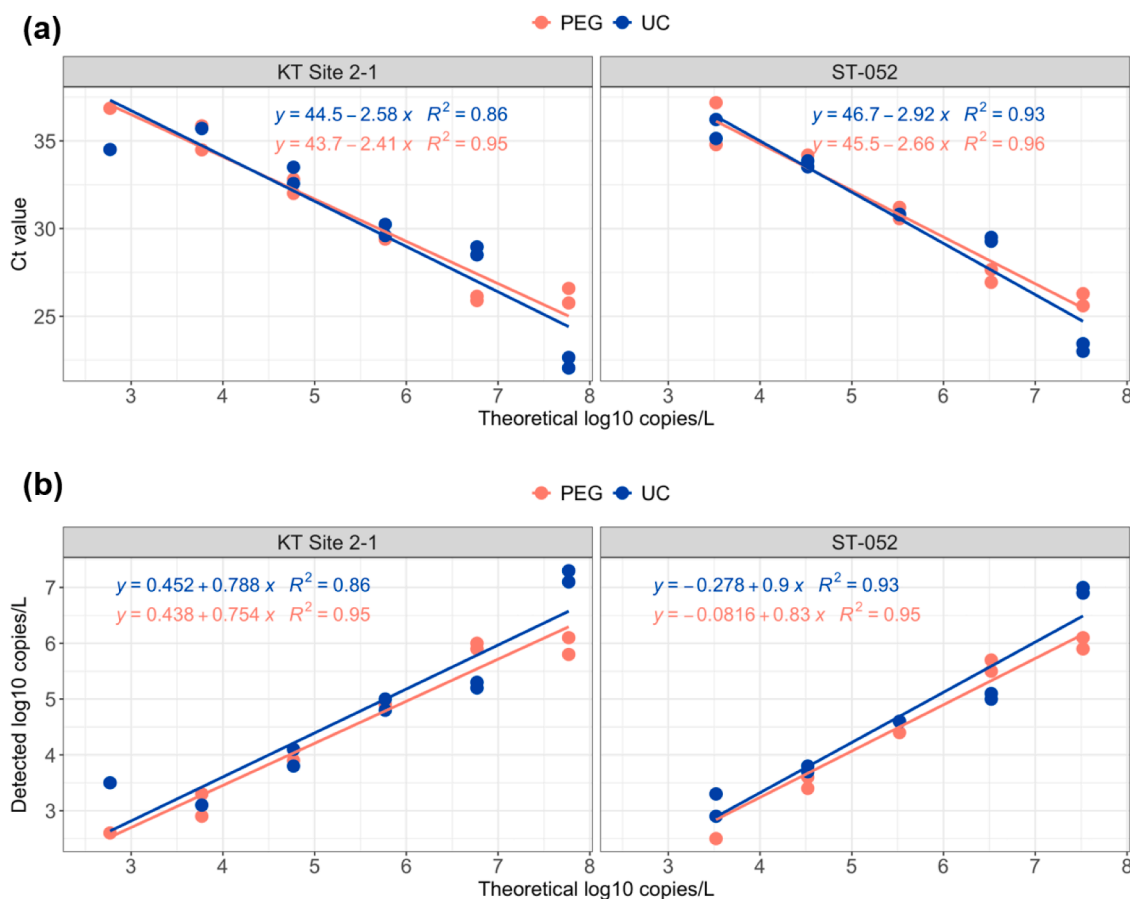 (a)
PEG UC
KT Site 2-1 ST-052
y = 44.5 − 2.58 x R² = 0.86
y = 43.7 − 2.41 x R² = 0.95
y = 46.7 − 2.92 x R² = 0.93
y = 45.5 − 2.66 x R² = 0.96
Ct value
35
30
25
3 4 5 6 7 8 3 4 5 6 7 8
Theoretical log10 copies/L Theoretical log10 copies/L
(b)
PEG UC
KT Site 2-1 ST-052
y = 0.452 + 0.788 x R² = 0.86
y = 0.438 + 0.754 x R² = 0.95
y = −0.278 + 0.9 x R² = 0.93
y = −0.0816 + 0.83 x R² = 0.95
Detected log10 copies/L
7
6
5
4
3
3 4 5 6 7 8 3 4 5 6 7 8
Theoretical log10 copies/L Theoretical log10 copies/L